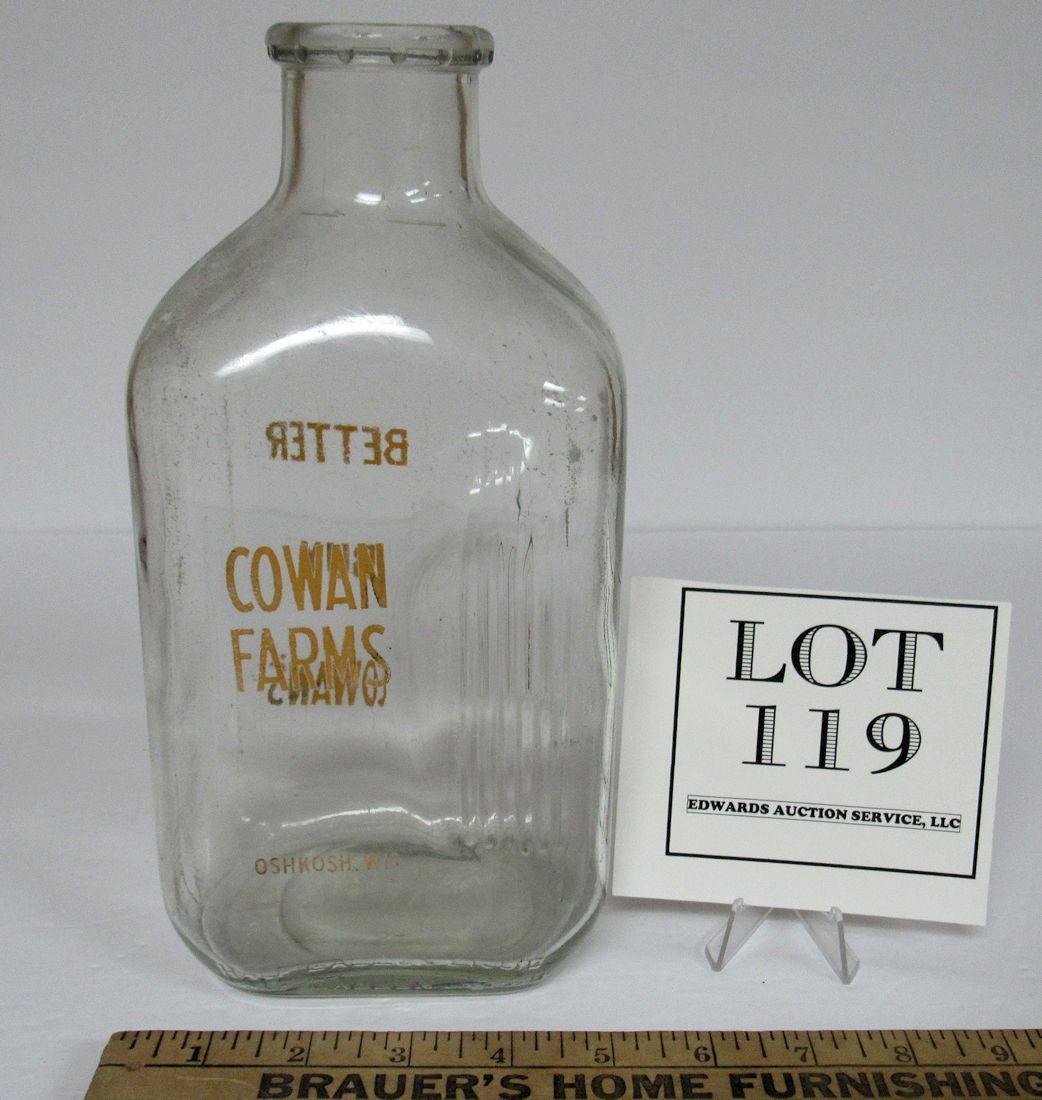 BETTER
COWAN
FARMS
COWAN'S
OSHKOSH, WIS.
LOT
119
EDWARDS AUCTION SERVICE, LLC
1 2 3 4 5 6 7 8 9
BRAUER'S HOME FURNISHING